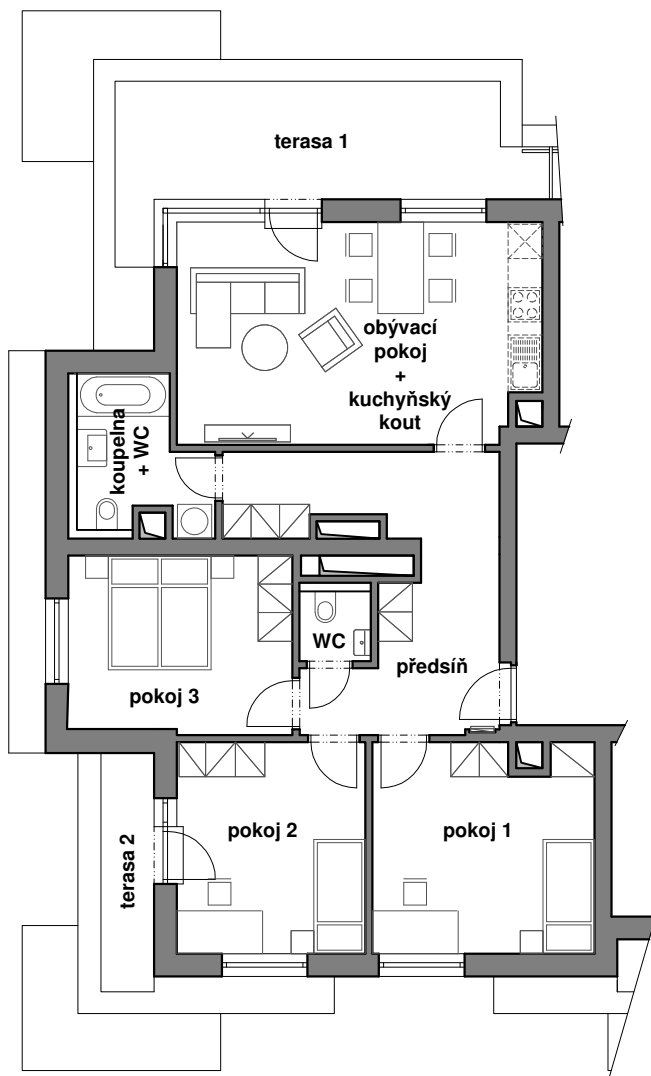 terasa 1
obývací
pokoj
+
kuchyňský
kout
koupelna
+ WC
WC
předsíň
pokoj 3
pokoj 2
pokoj 1
terasa 2